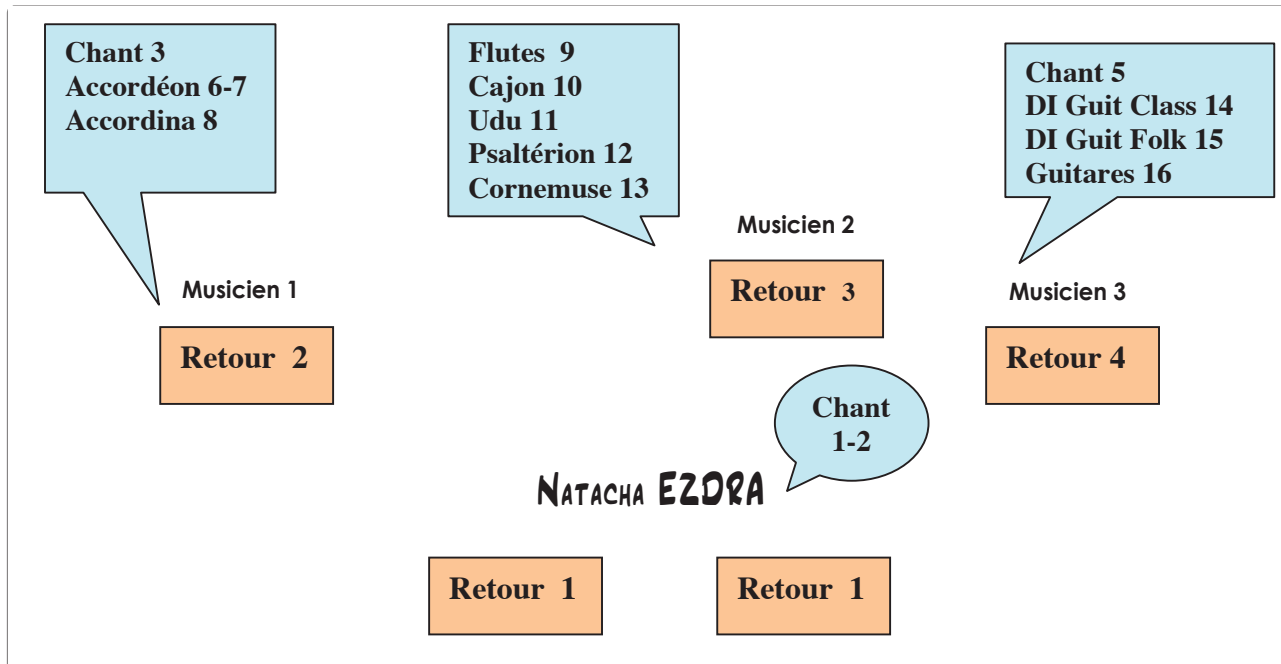 Chant 3
Accordéon 6-7
Accordina 8
Flutes 9
Cajon 10
Udu 11
Psaltérion 12
Cornemuse 13
Chant 5
DI Guit Class 14
DI Guit Folk 15
Guitares 16
Musicien 1
Retour 2
Musicien 2
Retour 3
Musicien 3
Retour 4
Chant
1-2
NATACHA EZDRA
Retour 1
Retour 1